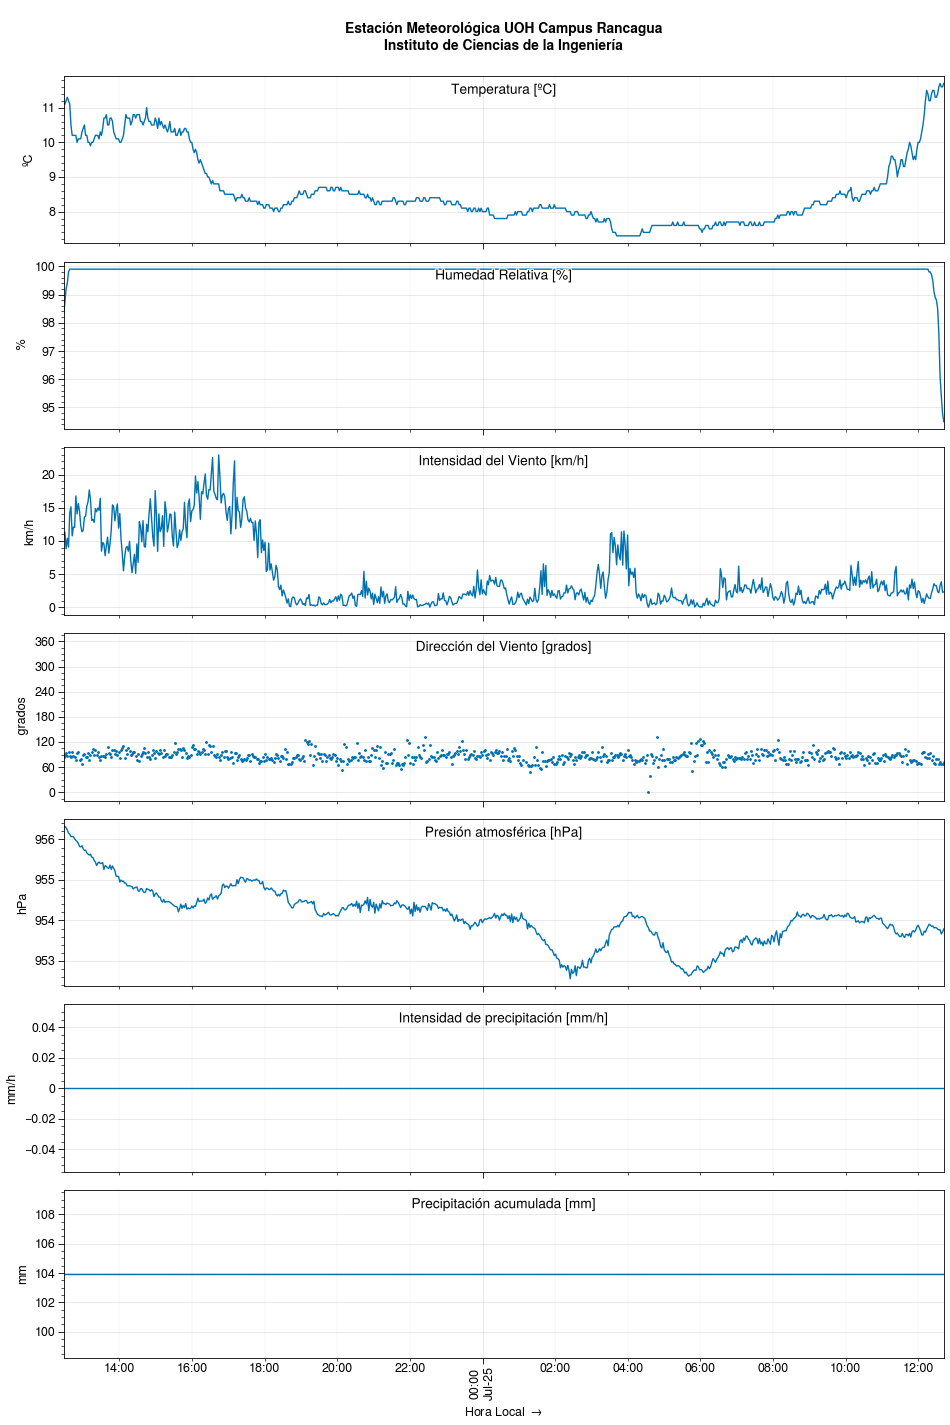 Estación Meteorológica UOH Campus Rancagua
Instituto de Ciencias de la Ingeniería
Temperatura [ºC]
ºC
11
10
9
8
Humedad Relativa [%]
%
100
99
98
97
96
95
Intensidad del Viento [km/h]
km/h
20
15
10
5
0
Dirección del Viento [grados]
grados
360
300
240
180
120
60
0
Presión atmosférica [hPa]
hPa
956
955
954
953
Intensidad de precipitación [mm/h]
mm/h
0.04
0.02
0
−0.02
−0.04
Precipitación acumulada [mm]
mm
108
106
104
102
100
14:00 16:00 18:00 20:00 22:00 00:00 02:00 04:00 06:00 08:00 10:00 12:00
Jul-25
Hora Local →